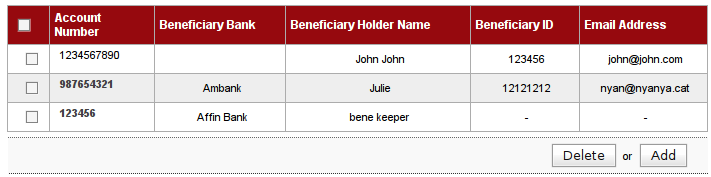 Account Number Beneficiary Bank Beneficiary Holder Name Beneficiary ID Email Address
1234567890 John John 123456 john@john.com
987654321 Ambank Julie 12121212 nyan@nyanya.cat
123456 Affin Bank bene keeper - -
Delete or Add